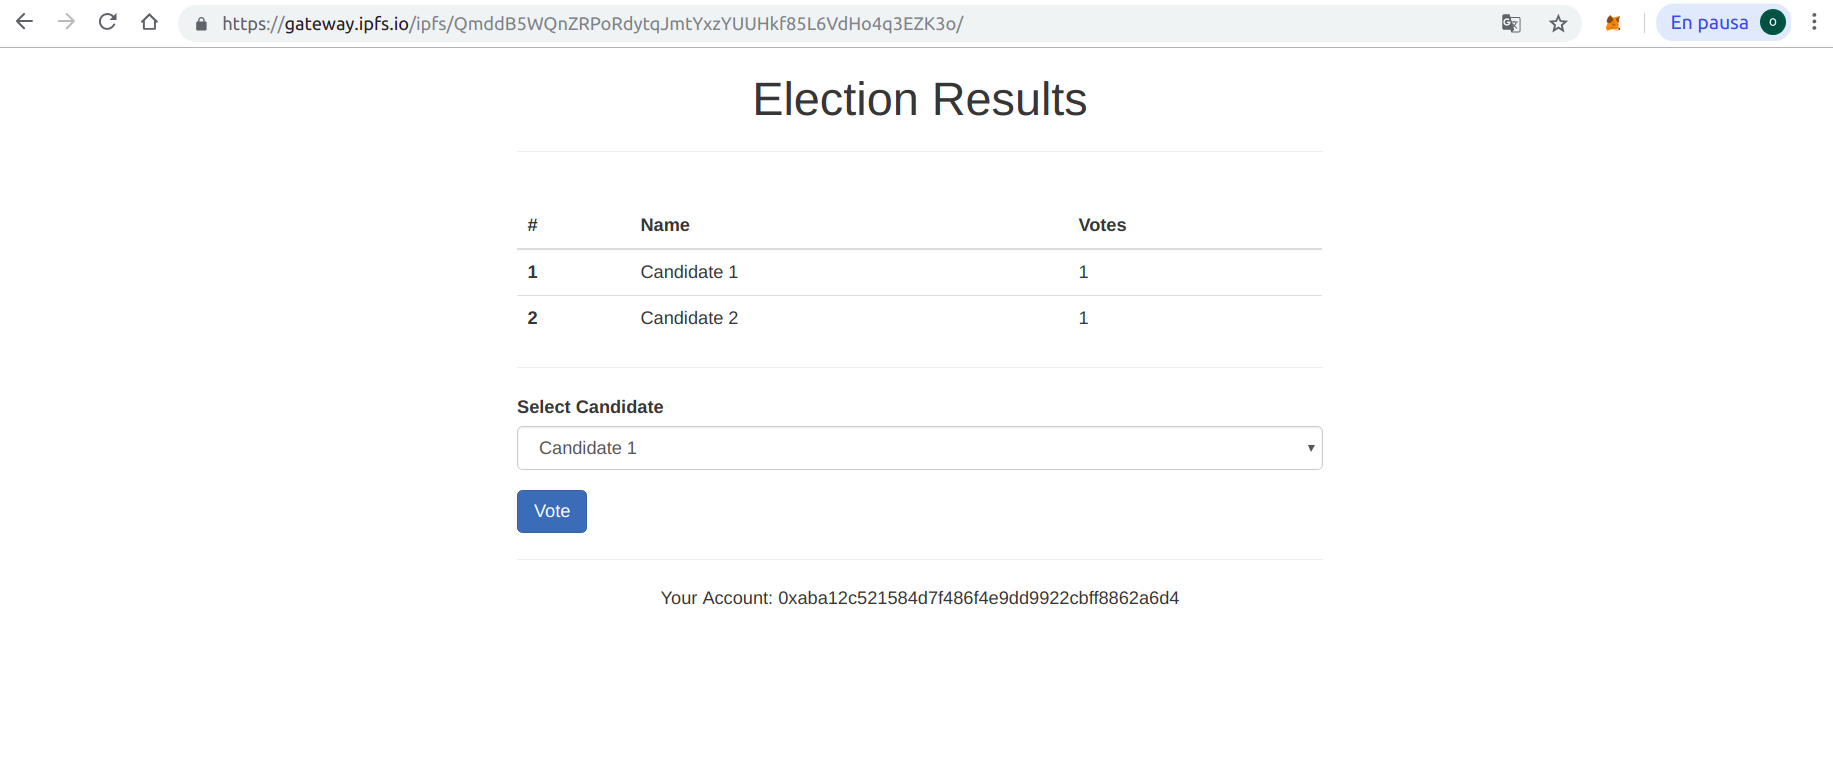 https://gateway.ipfs.io/ipfs/QmddB5WQnZRPoRdytqJmtYxzYUUHkf85L6VdHo4q3EZK3o/ En pausa O
Election Results
# Name Votes
1 Candidate 1 1
2 Candidate 2 1
Select Candidate
Candidate 1
Vote
Your Account: 0xaba12c521584d7f486f4e9dd9922cbff8862a6d4